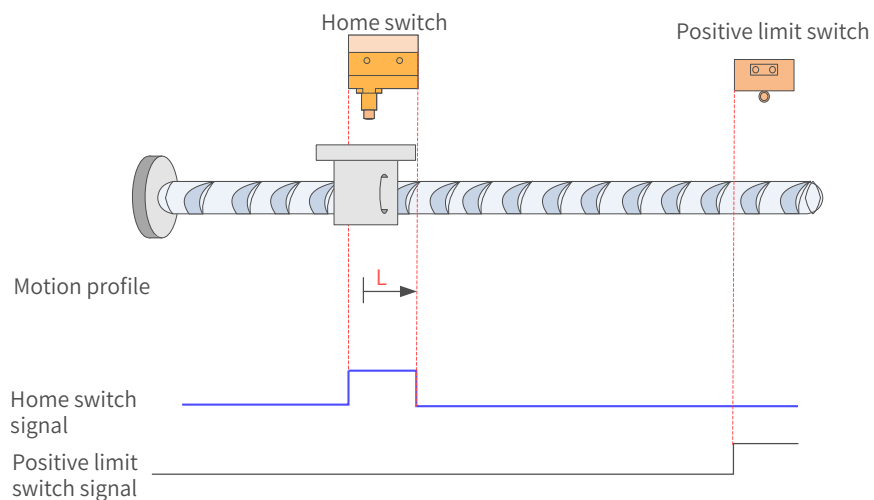 Home switch
Positive limit switch
Motion profile
L
Home switch
signal
Positive limit
switch signal